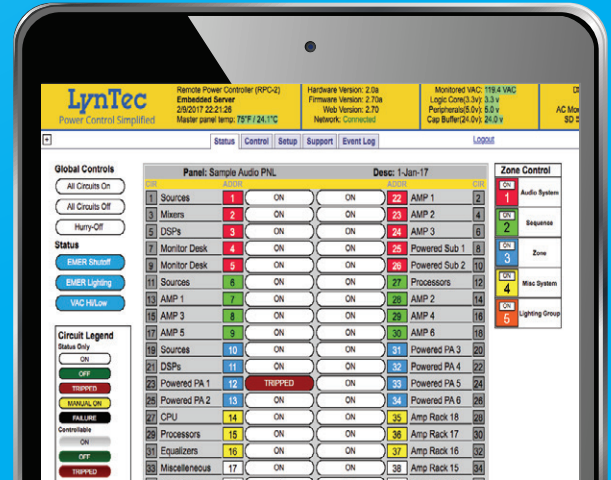 LynTec
Power Control Simplified
Remote Power Controller (RPC-2)
Embedded Server
2/9/2017 22:21:26
Master panel temp: 75°F / 24.1°C
Hardware Version: 2.0a
Firmware Version: 2.70a
Web Version: 2.70
Network: Connected
Monitored VAC: 119.4 VAC
Logic Core(3.3v): 3.3 v
Peripherals(5.0v): 5.0 v
Cap Buffer(24.0v): 24.0 v
AC Mo
SD
+
Status Control Setup Support Event Log Logout
Global Controls
All Circuits On
All Circuits Off
Hurry-Off
Status
EMER Shutoff
EMER Lighting
VAC Hi/Low
Circuit Legend
Status Only
ON
OFF
TRIPPED
MANUAL ON
FAILURE
Controllable
ON
OFF
TRIPPED
Panel: Sample Audio PNL Desc: 1-Jan-17
CIR ADDR ADDR CIR
1 Sources 1 ON ON 22 AMP 1 2
3 Mixers 2 ON ON 23 AMP 2 4
5 DSPs 3 ON ON 24 AMP 3 6
7 Monitor Desk 4 ON ON 25 Powered Sub 1 8
9 Monitor Desk 5 ON ON 26 Powered Sub 2 10
11 Sources 6 ON ON 27 Processors 12
13 AMP 1 7 ON ON 28 AMP 2 14
15 AMP 3 8 ON ON 29 AMP 4 16
17 AMP 5 9 ON ON 30 AMP 6 18
19 Sources 10 ON ON 31 Powered PA 3 20
21 DSPs 11 ON ON 32 Powered PA 4 22
23 Powered PA 1 12 TRIPPED ON 33 Powered PA 5 24
25 Powered PA 2 13 ON ON 34 Powered PA 6 26
27 CPU 14 ON ON 35 Amp Rack 18 28
29 Processors 15 ON ON 36 Amp Rack 17 30
31 Equalizers 16 ON ON 37 Amp Rack 16 32
33 Miscellaneous 17 ON ON 38 Amp Rack 15 34
Zone Control
ON
1 Audio System
ON
2 Sequence
ON
3 Zone
ON
4 Misc System
ON
5 Lighting Group